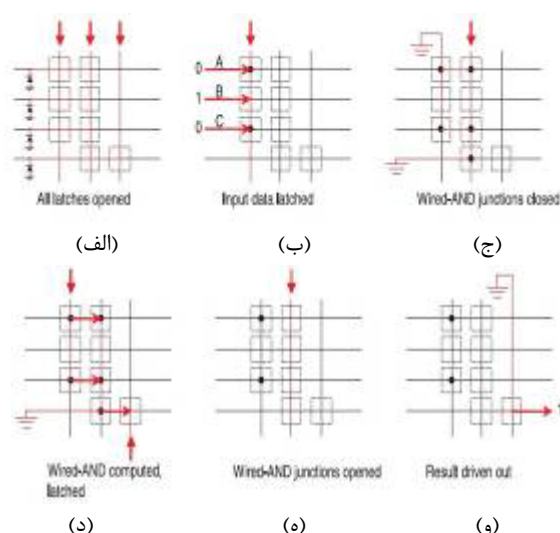 All latches opened
(الف)
0 A
1 B
0 C
Input data latched
(ب)
Wired-AND junctions closed
(ج)
Wired-AND computed,
latched
(د)
Wired-AND junctions opened
(ه)
Result driven out
(و)